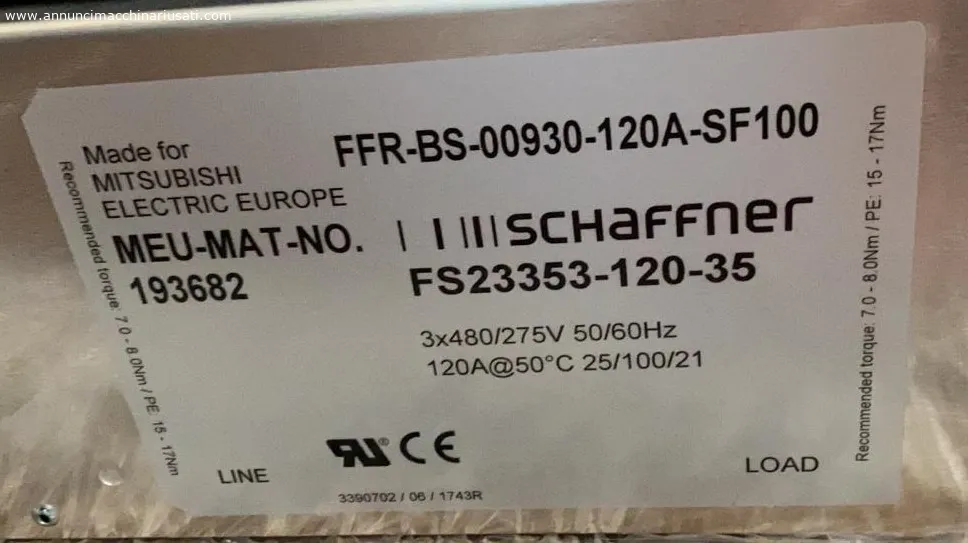 www.annuncimacchinariusati.com
Made for
MITSUBISHI
ELECTRIC EUROPE
FFR-BS-00930-120A-SF100
MEU-MAT-NO.
193682
SCHaFFner
FS23353-120-35
3x480/275V 50/60Hz
120A@50°C 25/100/21
Recommended torque: 7.0 - 8.0Nm / PE: 15 - 17Nm
Recommended torque: 7.0 - 8.0Nm / PE: 15 - 17Nm
RU® CE
LINE
LOAD
3390702 / 06 / 1743R